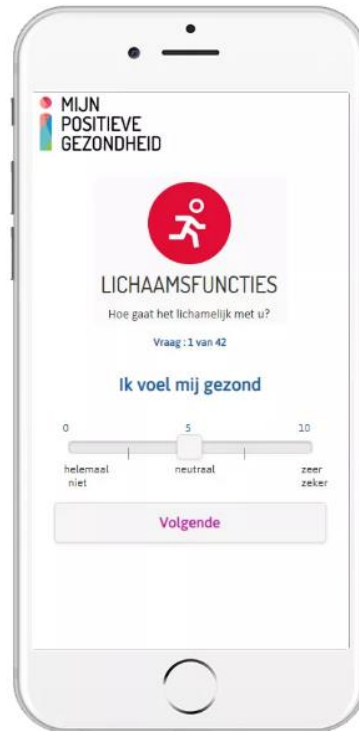 MIJN
POSITIEVE
GEZONDHEID
LICHAAMSFUNCTIES
Hoe gaat het lichamelijk met u?
Vraag : 1 van 42
Ik voel mij gezond
0 5 10
helemaal niet
neutraal
zeer zeker
Volgende